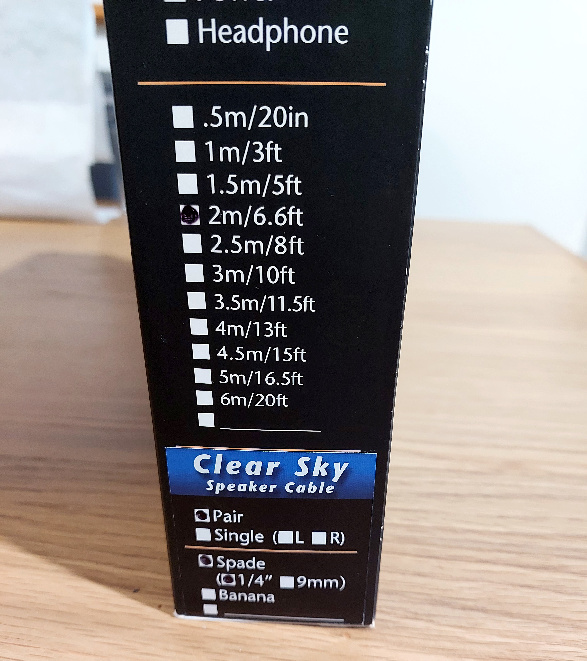 Headphone
.5m/20in
1m/3ft
1.5m/5ft
2m/6.6ft
2.5m/8ft
3m/10ft
3.5m/11.5ft
4m/13ft
4.5m/15ft
5m/16.5ft
6m/20ft
Clear Sky
Speaker Cable
Pair
Single (L R)
Spade
(1/4" 9mm)
Banana